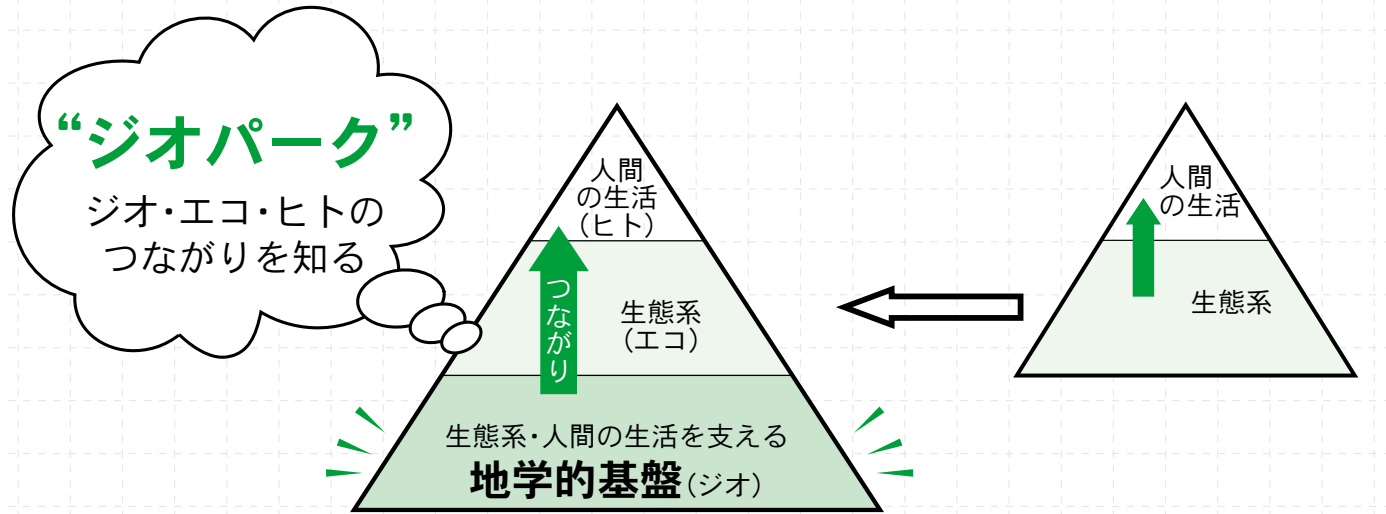 “ジオパーク”
ジオ・エコ・ヒトの
つながりを知る
人間
の生活
(ヒト)
つながり
生態系
(エコ)
生態系・人間の生活を支える
地学的基盤(ジオ)
人間
の生活
生態系